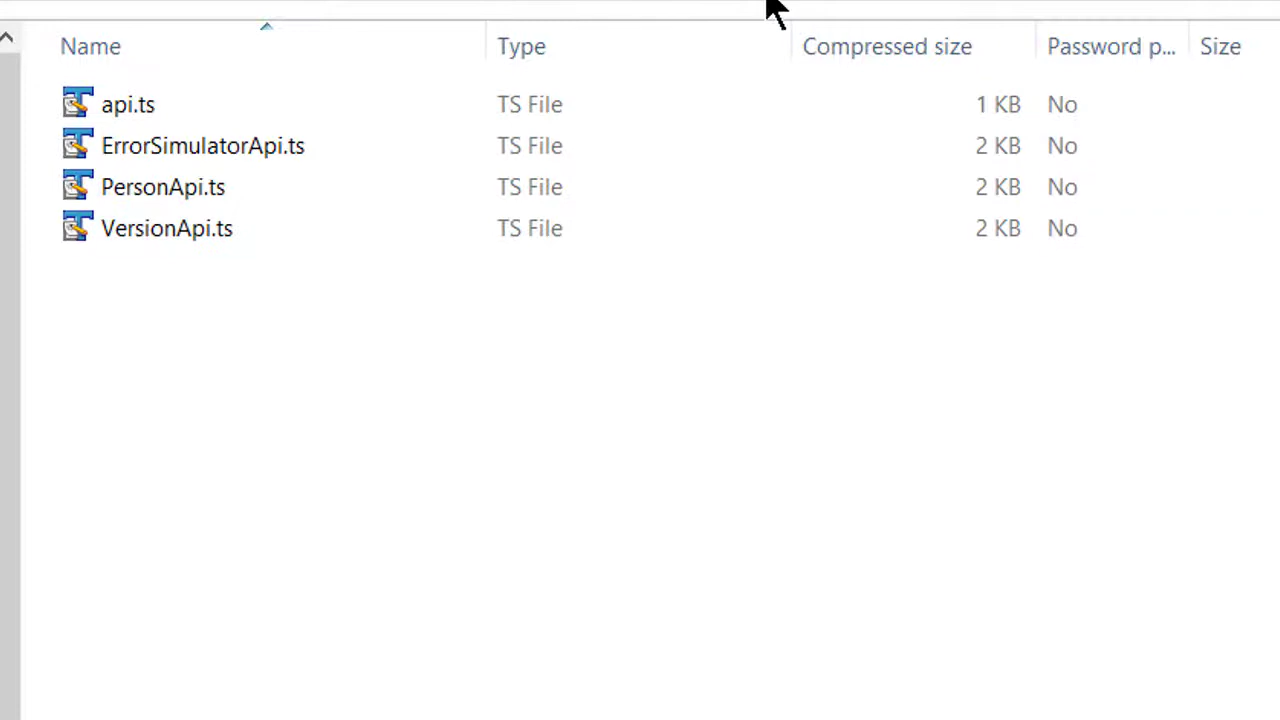 Name Type Compressed size Password p... Size
api.ts TS File 1 KB No
ErrorSimulatorApi.ts TS File 2 KB No
PersonApi.ts TS File 2 KB No
VersionApi.ts TS File 2 KB No